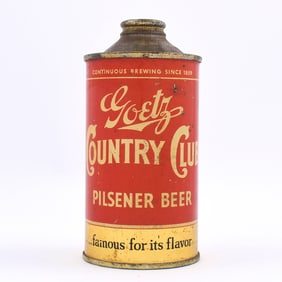 CONTINUOUS BREWING SINCE 1859
Goetz
COUNTRY CLUB
PILSENER BEER
...famous for its flavor